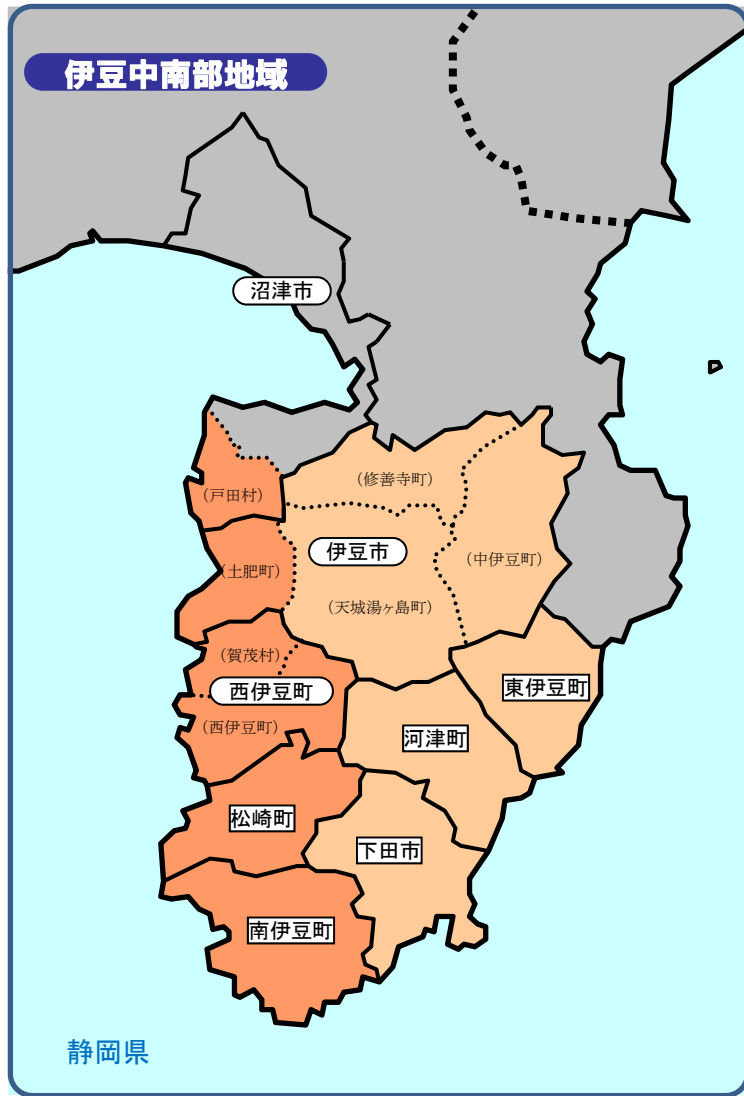 伊豆中南部地域
沼津市
(修善寺町)
(戸田村)
伊豆市
(中伊豆町)
(土肥町)
(天城湯ヶ島町)
(賀茂村)
西伊豆町
東伊豆町
(西伊豆町)
河津町
松崎町
下田市
南伊豆町
静岡県